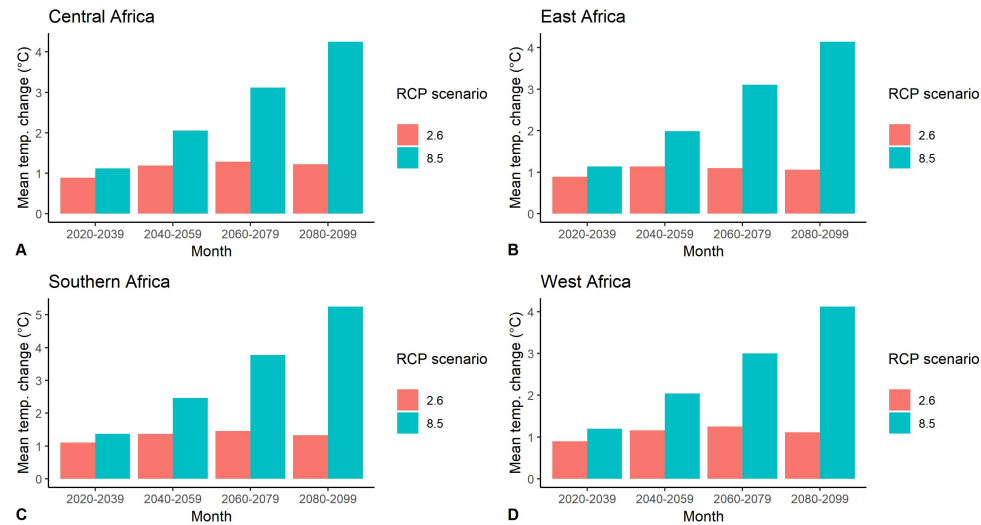 Central Africa
Mean temp. change (°C)
4
3
2
1
0
2020-2039 2040-2059 2060-2079 2080-2099
Month
A
RCP scenario
2.6
8.5
East Africa
Mean temp. change (°C)
4
3
2
1
0
2020-2039 2040-2059 2060-2079 2080-2099
Month
B
RCP scenario
2.6
8.5
Southern Africa
Mean temp. change (°C)
5
4
3
2
1
0
2020-2039 2040-2059 2060-2079 2080-2099
Month
C
RCP scenario
2.6
8.5
West Africa
Mean temp. change (°C)
4
3
2
1
0
2020-2039 2040-2059 2060-2079 2080-2099
Month
D
RCP scenario
2.6
8.5